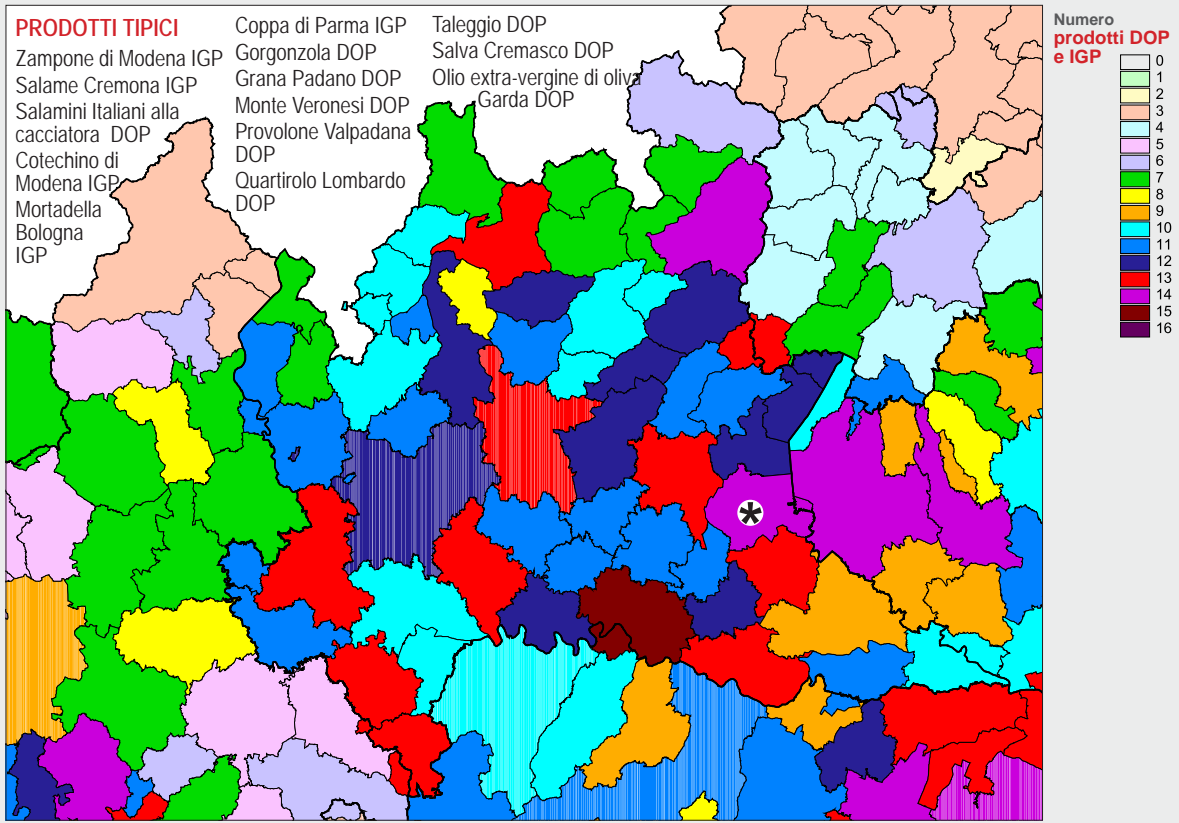 PRODOTTI TIPICI
Zampone di Modena IGP
Salame Cremona IGP
Salamini Italiani alla
cacciatora DOP
Cotechino di
Modena IGP
Mortadella
Bologna
IGP
Coppa di Parma IGP
Gorgonzola DOP
Grana Padano DOP
Monte Veronesi DOP
Provolone Valpadana
DOP
Quartirolo Lombardo
DOP
Taleggio DOP
Salva Cremasco DOP
Olio extra-vergine di oliva
Garda DOP
*
Numero
prodotti DOP
e IGP
0
1
2
3
4
5
6
7
8
9
10
11
12
13
14
15
16